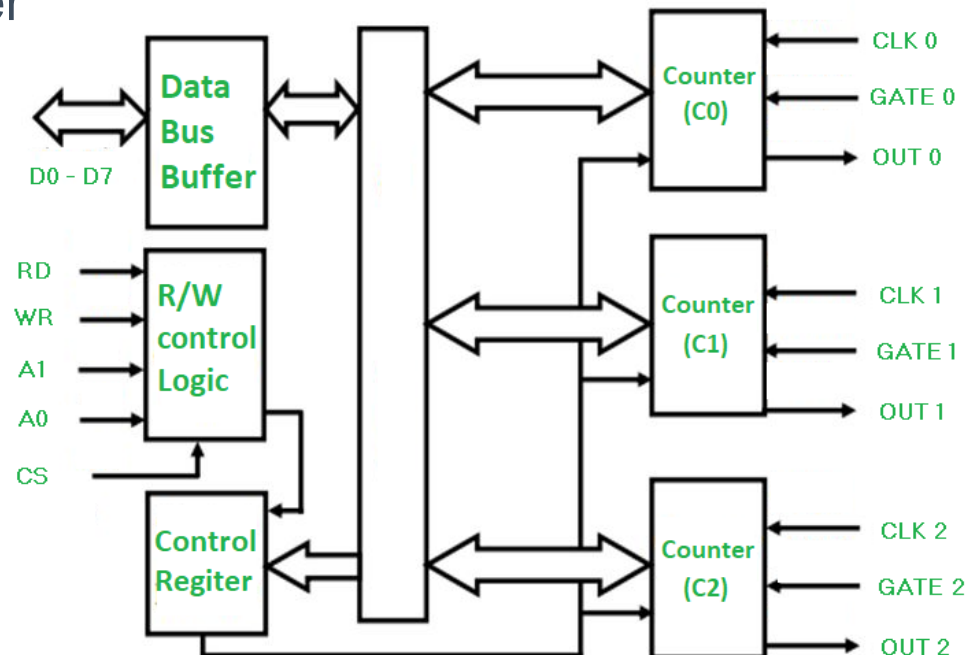 er
Data
Bus
Buffer
D0 - D7
RD
WR
A1
A0
CS
R/W
control
Logic
Control
Regiter
Counter
(C0)
CLK 0
GATE 0
OUT 0
Counter
(C1)
CLK 1
GATE 1
OUT 1
Counter
(C2)
CLK 2
GATE 2
OUT 2